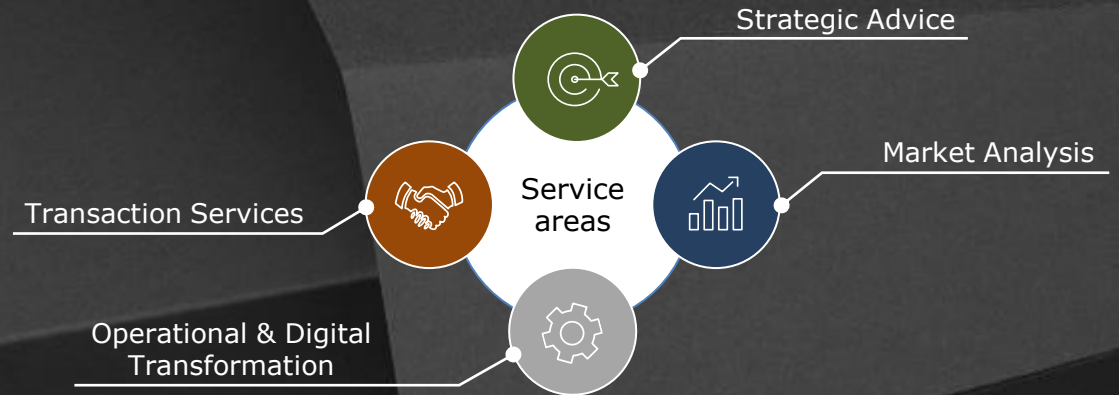 Strategic Advice
Market Analysis
Service
areas
Transaction Services
Operational & Digital
Transformation